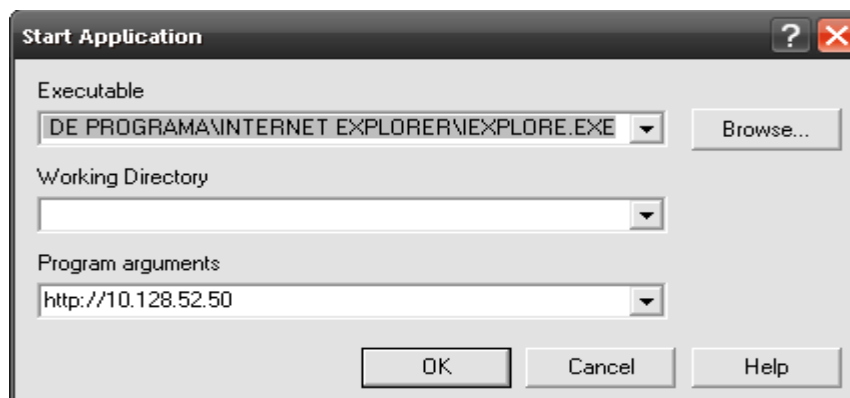 Start Application
Executable
DE PROGRAMA\INTERNET EXPLORER\IEXPLORE.EXE
Browse...
Working Directory
Program arguments
http://10.128.52.50
OK
Cancel
Help